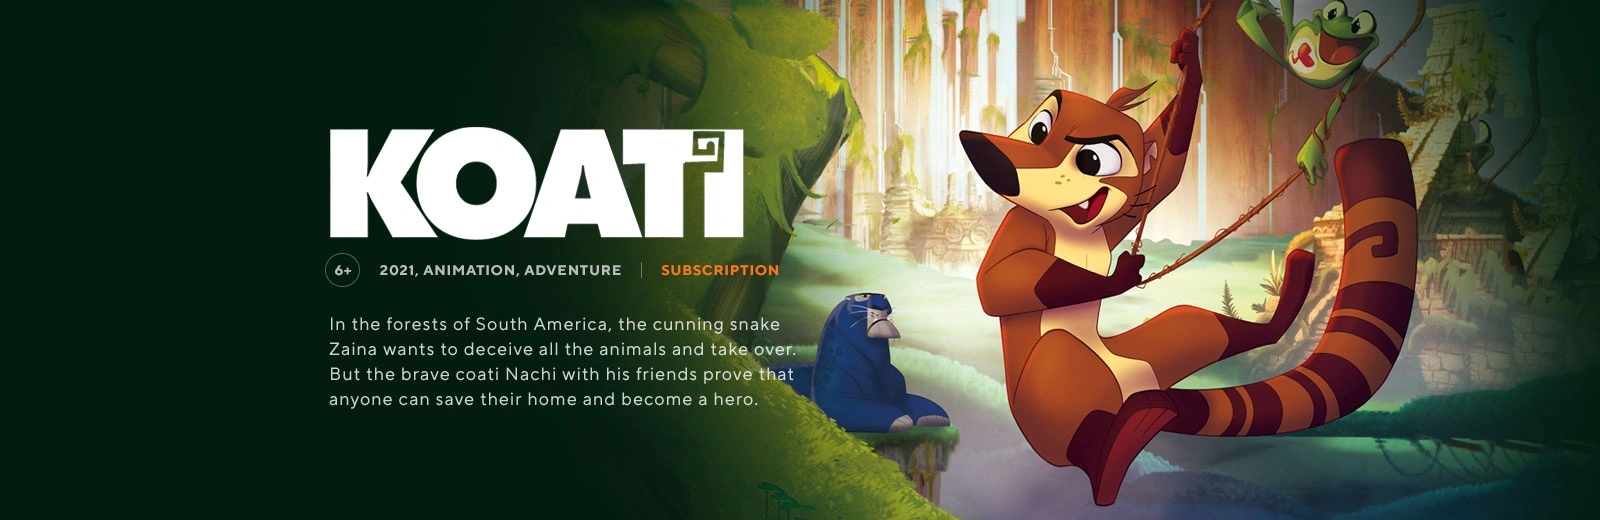 KOATI
6+ 2021, ANIMATION, ADVENTURE | SUBSCRIPTION
In the forests of South America, the cunning snake
Zaina wants to deceive all the animals and take over.
But the brave coati Nachi with his friends prove that
anyone can save their home and become a hero.